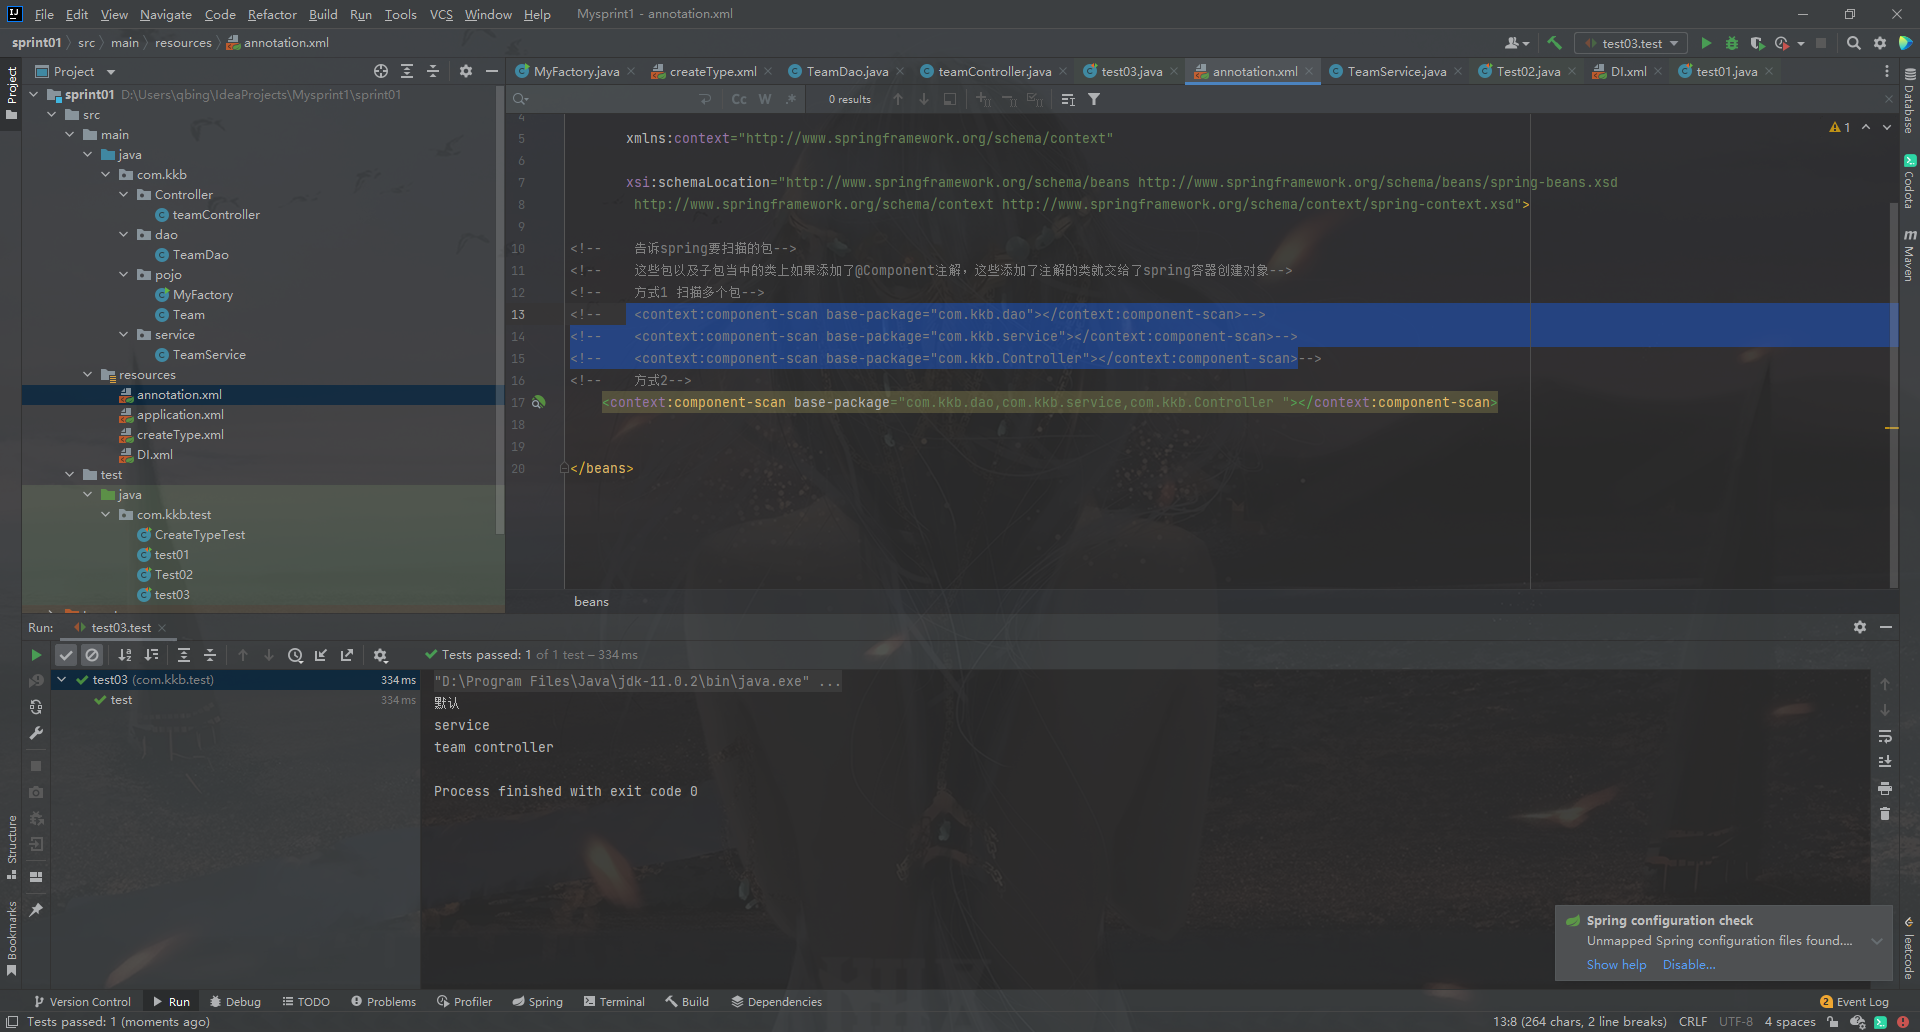 File Edit View Navigate Code Refactor Build Run Tools VCS Window Help Mysprint1 - annotation.xml
sprint01 src main resources annotation.xml test03.test
Project
MyFactory.java createType.xml TeamDao.java teamController.java test03.java annotation.xml TeamService.java Test02.java DI.xml test01.java
Project
Cc W .* 0 results
sprint01 D:\Users\qbing\IdeaProjects\Mysprint1\sprint01
src
main
java
com.kkb
Controller
teamController
dao
TeamDao
pojo
MyFactory
Team
service
TeamService
resources
annotation.xml
application.xml
createType.xml
DI.xml
test
java
com.kkb.test
CreateTypeTest
test01
Test02
test03
4
5 xmlns:context="http://www.springframework.org/schema/context"
6
7 xsi:schemaLocation="http://www.springframework.org/schema/beans http://www.springframework.org/schema/beans/spring-beans.xsd
8 http://www.springframework.org/schema/context http://www.springframework.org/schema/context/spring-context.xsd">
9
10 <!-- 告诉spring要扫描的包-->
11 <!-- 这些包以及子包当中的类上如果添加了@Component注解，这些添加了注解的类就交给了spring容器创建对象-->
12 <!-- 方式1 扫描多个包-->
13 <!-- <context:component-scan base-package="com.kkb.dao"></context:component-scan>-->
14 <!-- <context:component-scan base-package="com.kkb.service"></context:component-scan>-->
15 <!-- <context:component-scan base-package="com.kkb.Controller"></context:component-scan>-->
16 <!-- 方式2-->
17 <context:component-scan base-package="com.kkb.dao,com.kkb.service,com.kkb.Controller "></context:component-scan>
18
19
20 </beans>
1
beans
Database
Codota
Maven
Run: test03.test
Tests passed: 1 of 1 test – 334 ms
test03 (com.kkb.test) 334 ms
test 334 ms
"D:\Program Files\Java\jdk-11.0.2\bin\java.exe" ...
默认
service
team controller
Process finished with exit code 0
Structure
Bookmarks
leetcode
Spring configuration check
Unmapped Spring configuration files found....
Show help Disable...
Version Control Run Debug TODO Problems Profiler Spring Terminal Build Dependencies 2 Event Log
Tests passed: 1 (moments ago) 13:8 (264 chars, 2 line breaks) CRLF UTF-8 4 spaces